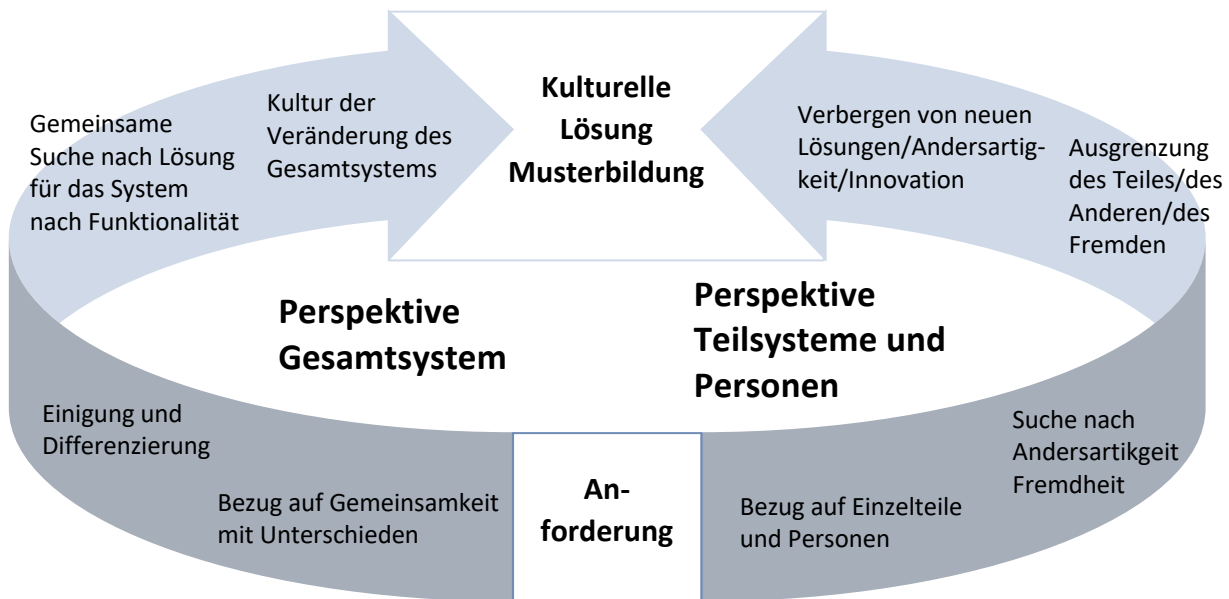 Kulturelle
Lösung
Musterbildung
Kultur der
Veränderung des
Gesamtsystems
Gemeinsame
Suche nach Lösung
für das System
nach Funktionalität
Verbergen von neuen
Lösungen/Andersartig-
keit/Innovation
Ausgrenzung
des Teiles/des
Anderen/des
Fremden
Perspektive
Gesamtsystem
Perspektive
Teilsysteme und
Personen
Einigung und
Differenzierung
Bezug auf Gemeinsamkeit
mit Unterschieden
An-
forderung
Bezug auf Einzelteile
und Personen
Suche nach
Andersartikgeit
Fremdheit